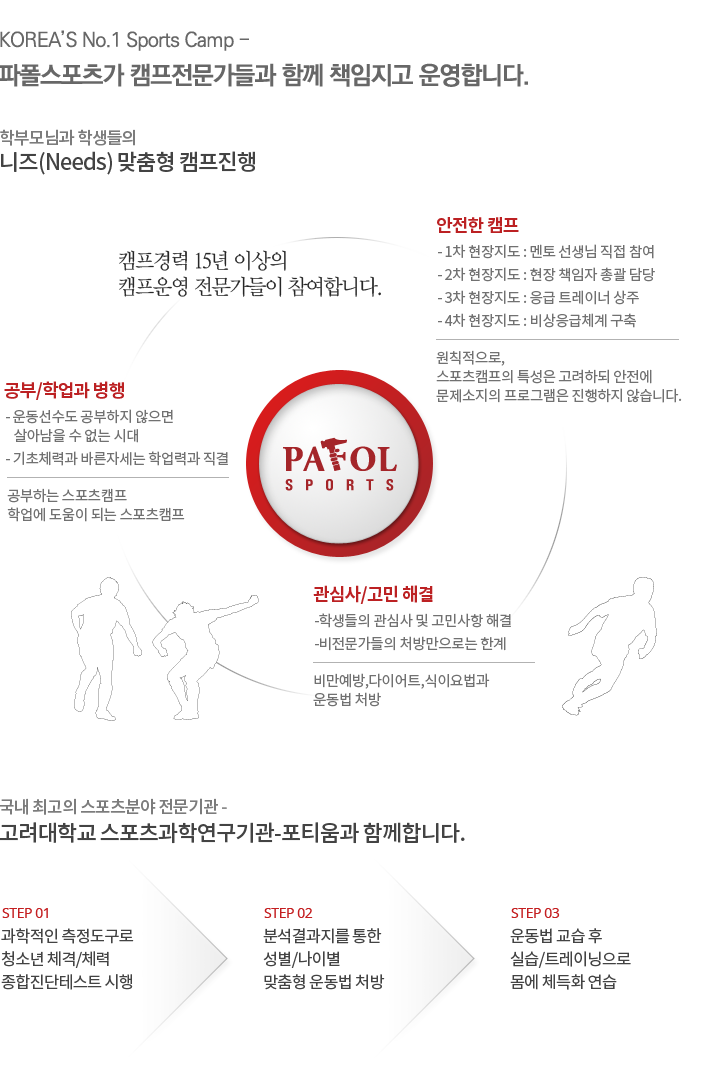 KOREA'S No.1 Sports Camp –
파폴스포츠가 캠프전문가들과 함께 책임지고 운영합니다.
학부모님과 학생들의
니즈(Needs) 맞춤형 캠프진행
캠프경력 15년 이상의
캠프운영 전문가들이 참여합니다.
안전한 캠프
- 1차 현장지도 : 멘토 선생님 직접 참여
- 2차 현장지도 : 현장 책임자 총괄 담당
- 3차 현장지도 : 응급 트레이너 상주
- 4차 현장지도 : 비상응급체계 구축
원칙적으로,
스포츠캠프의 특성은 고려하되 안전에
문제소지의 프로그램은 진행하지 않습니다.
공부/학업과 병행
- 운동선수도 공부하지 않으면
살아남을 수 없는 시대
- 기초체력과 바른자세는 학업력과 직결
공부하는 스포츠캠프
학업에 도움이 되는 스포츠캠프
PAFOL
SPORTS
관심사/고민 해결
-학생들의 관심사 및 고민사항 해결
-비전문가들의 처방만으로는 한계
비만예방,다이어트,식이요법과
운동법 처방
국내 최고의 스포츠분야 전문기관 -
고려대학교 스포츠과학연구기관-포티움과 함께합니다.
STEP 01
과학적인 측정도구로
청소년 체격/체력
종합진단테스트 시행
STEP 02
분석결과지를 통한
성별/나이별
맞춤형 운동법 처방
STEP 03
운동법 교습 후
실습/트레이닝으로
몸에 체득화 연습